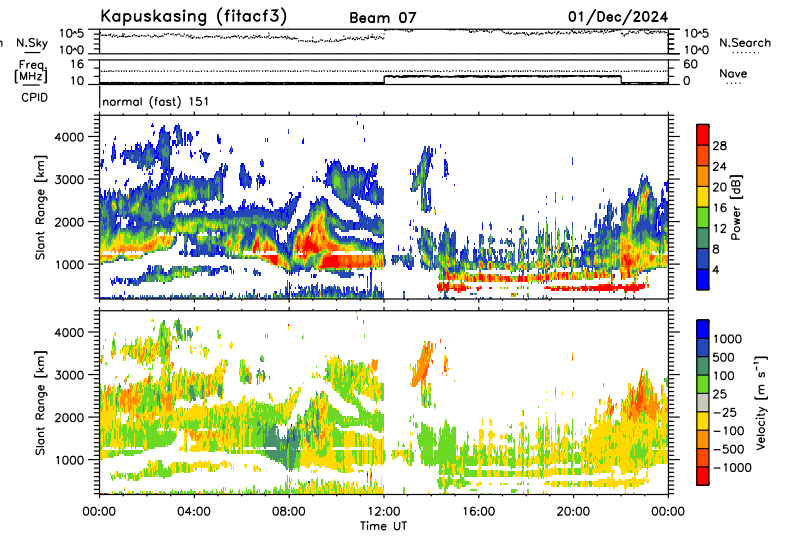 Kapuskasing (fitacf3) Beam 07 01/Dec/2024
N.Sky 10^5 10^0 10^5 10^0 N.Search
Freq. [MHz] 16 10 60 0 Nave
CPID normal (fast) 151
Slant Range [km] 4000 3000 2000 1000
Power [dB] 28 24 20 16 12 8 4
Slant Range [km] 4000 3000 2000 1000
Velocity [m s⁻¹] 1000 500 100 25 −25 −100 −500 −1000
00:00 04:00 08:00 12:00 16:00 20:00 00:00
Time UT